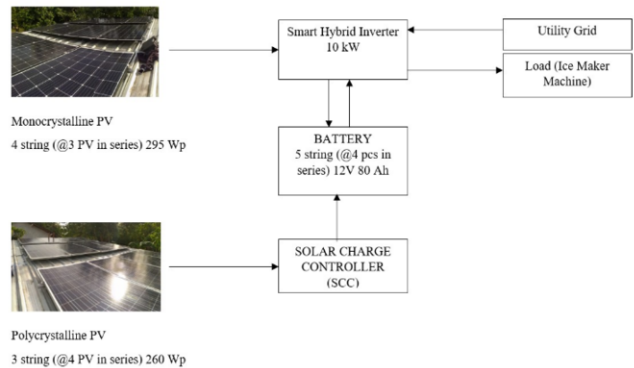 Smart Hybrid Inverter
10 kW
Utility Grid
Load (Ice Maker
Machine)
Monocrystalline PV
4 string (@3 PV in series) 295 Wp
BATTERY
5 string (@4 pcs in
series) 12V 80 Ah
SOLAR CHARGE
CONTROLLER
(SCC)
Polycrystalline PV
3 string (@4 PV in series) 260 Wp